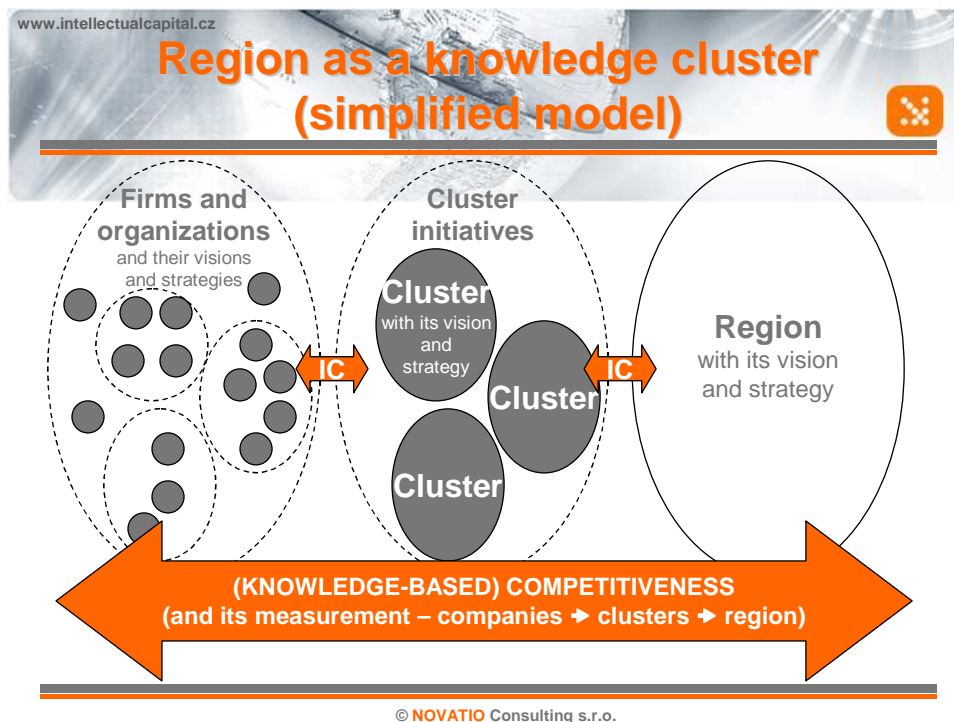 www.intellectualcapital.cz
Region as a knowledge cluster
(simplified model)
Firms and
organizations
and their visions
and strategies
Cluster
initiatives
Cluster
with its vision
and
strategy
Cluster
Cluster
IC
IC
Region
with its vision
and strategy
(KNOWLEDGE-BASED) COMPETITIVENESS
(and its measurement – companies ➔ clusters ➔ region)
© NOVATIO Consulting s.r.o.